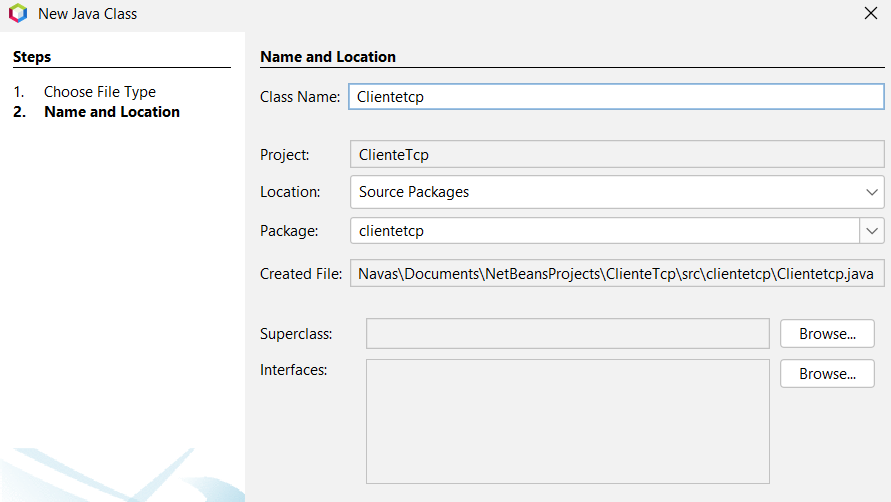 New Java Class
Steps
1. Choose File Type
2. Name and Location
Name and Location
Class Name: Clientetcp
Project: ClienteTcp
Location: Source Packages
Package: clientetcp
Created File: Navas\Documents\NetBeansProjects\ClienteTcp\src\clientetcp\Clientetcp.java
Superclass: Browse...
Interfaces: Browse...